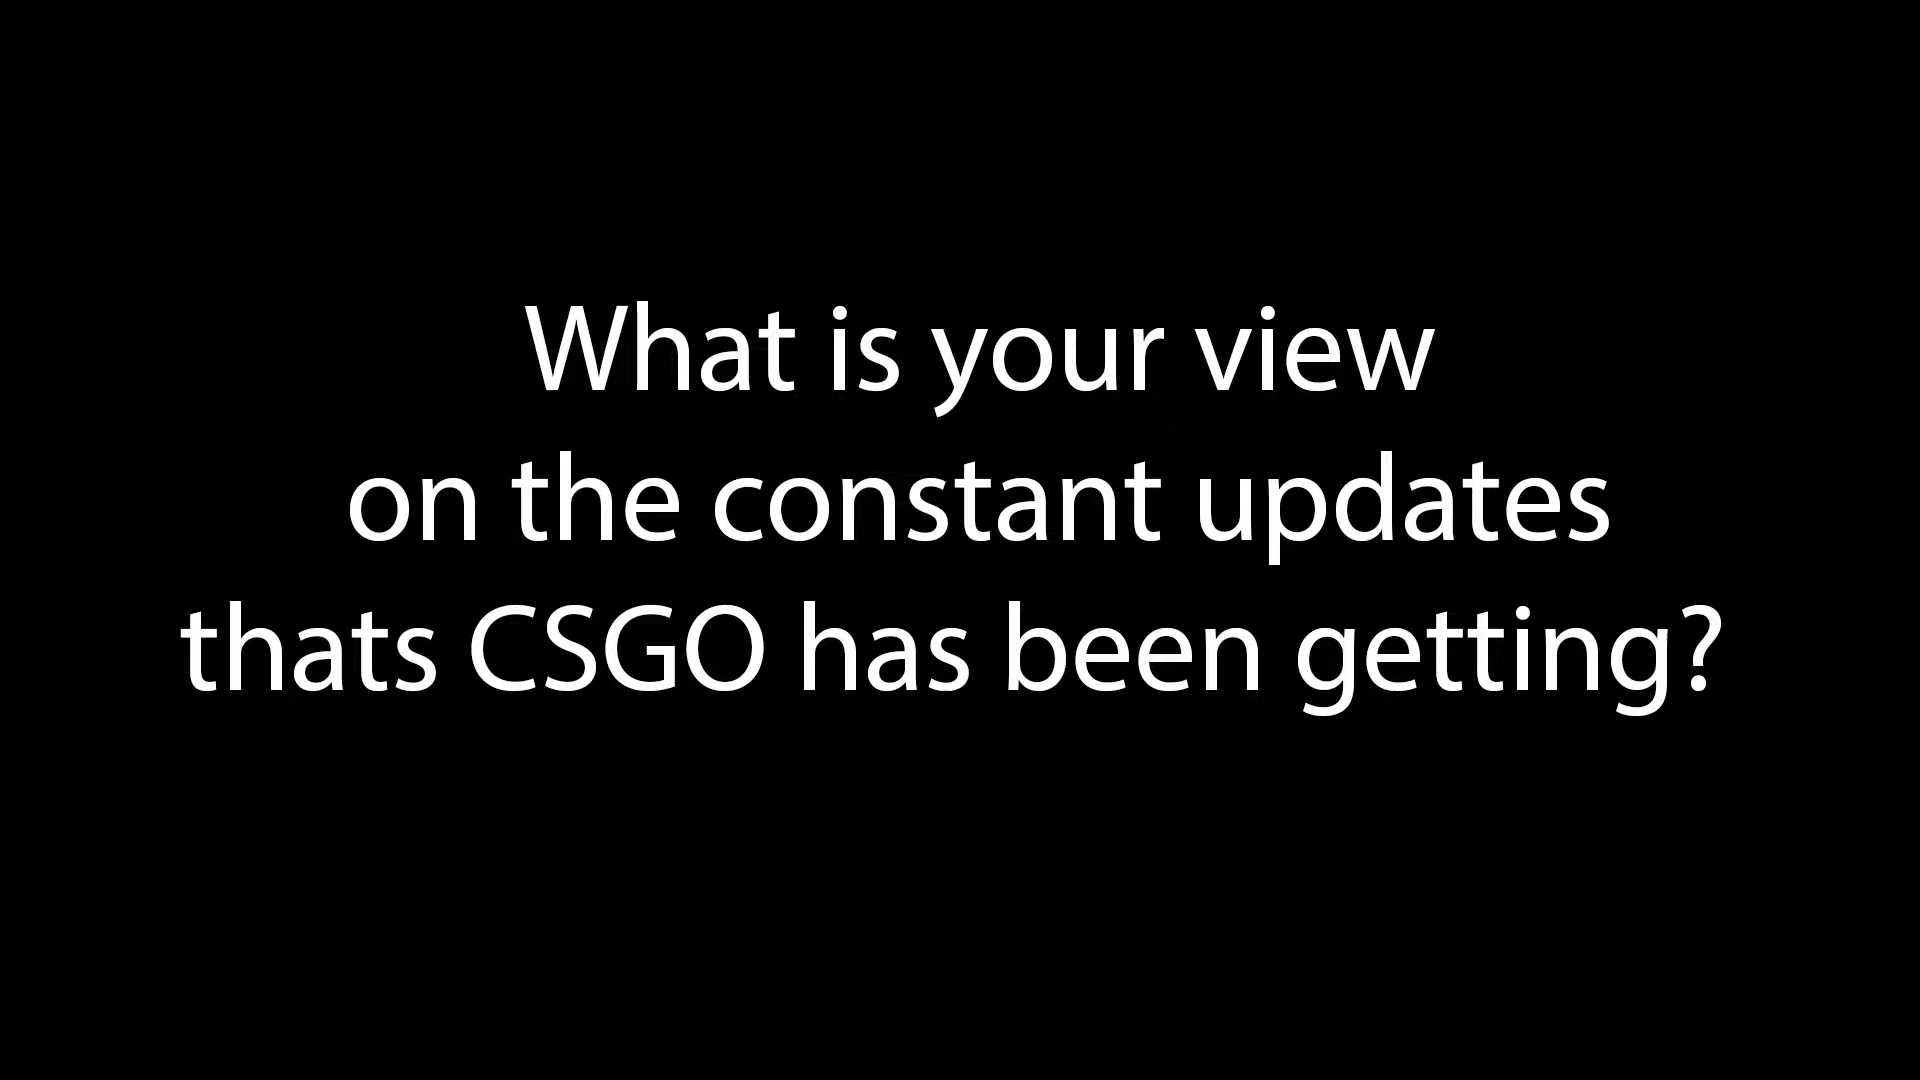 What is your view
on the constant updates
thats CSGO has been getting?